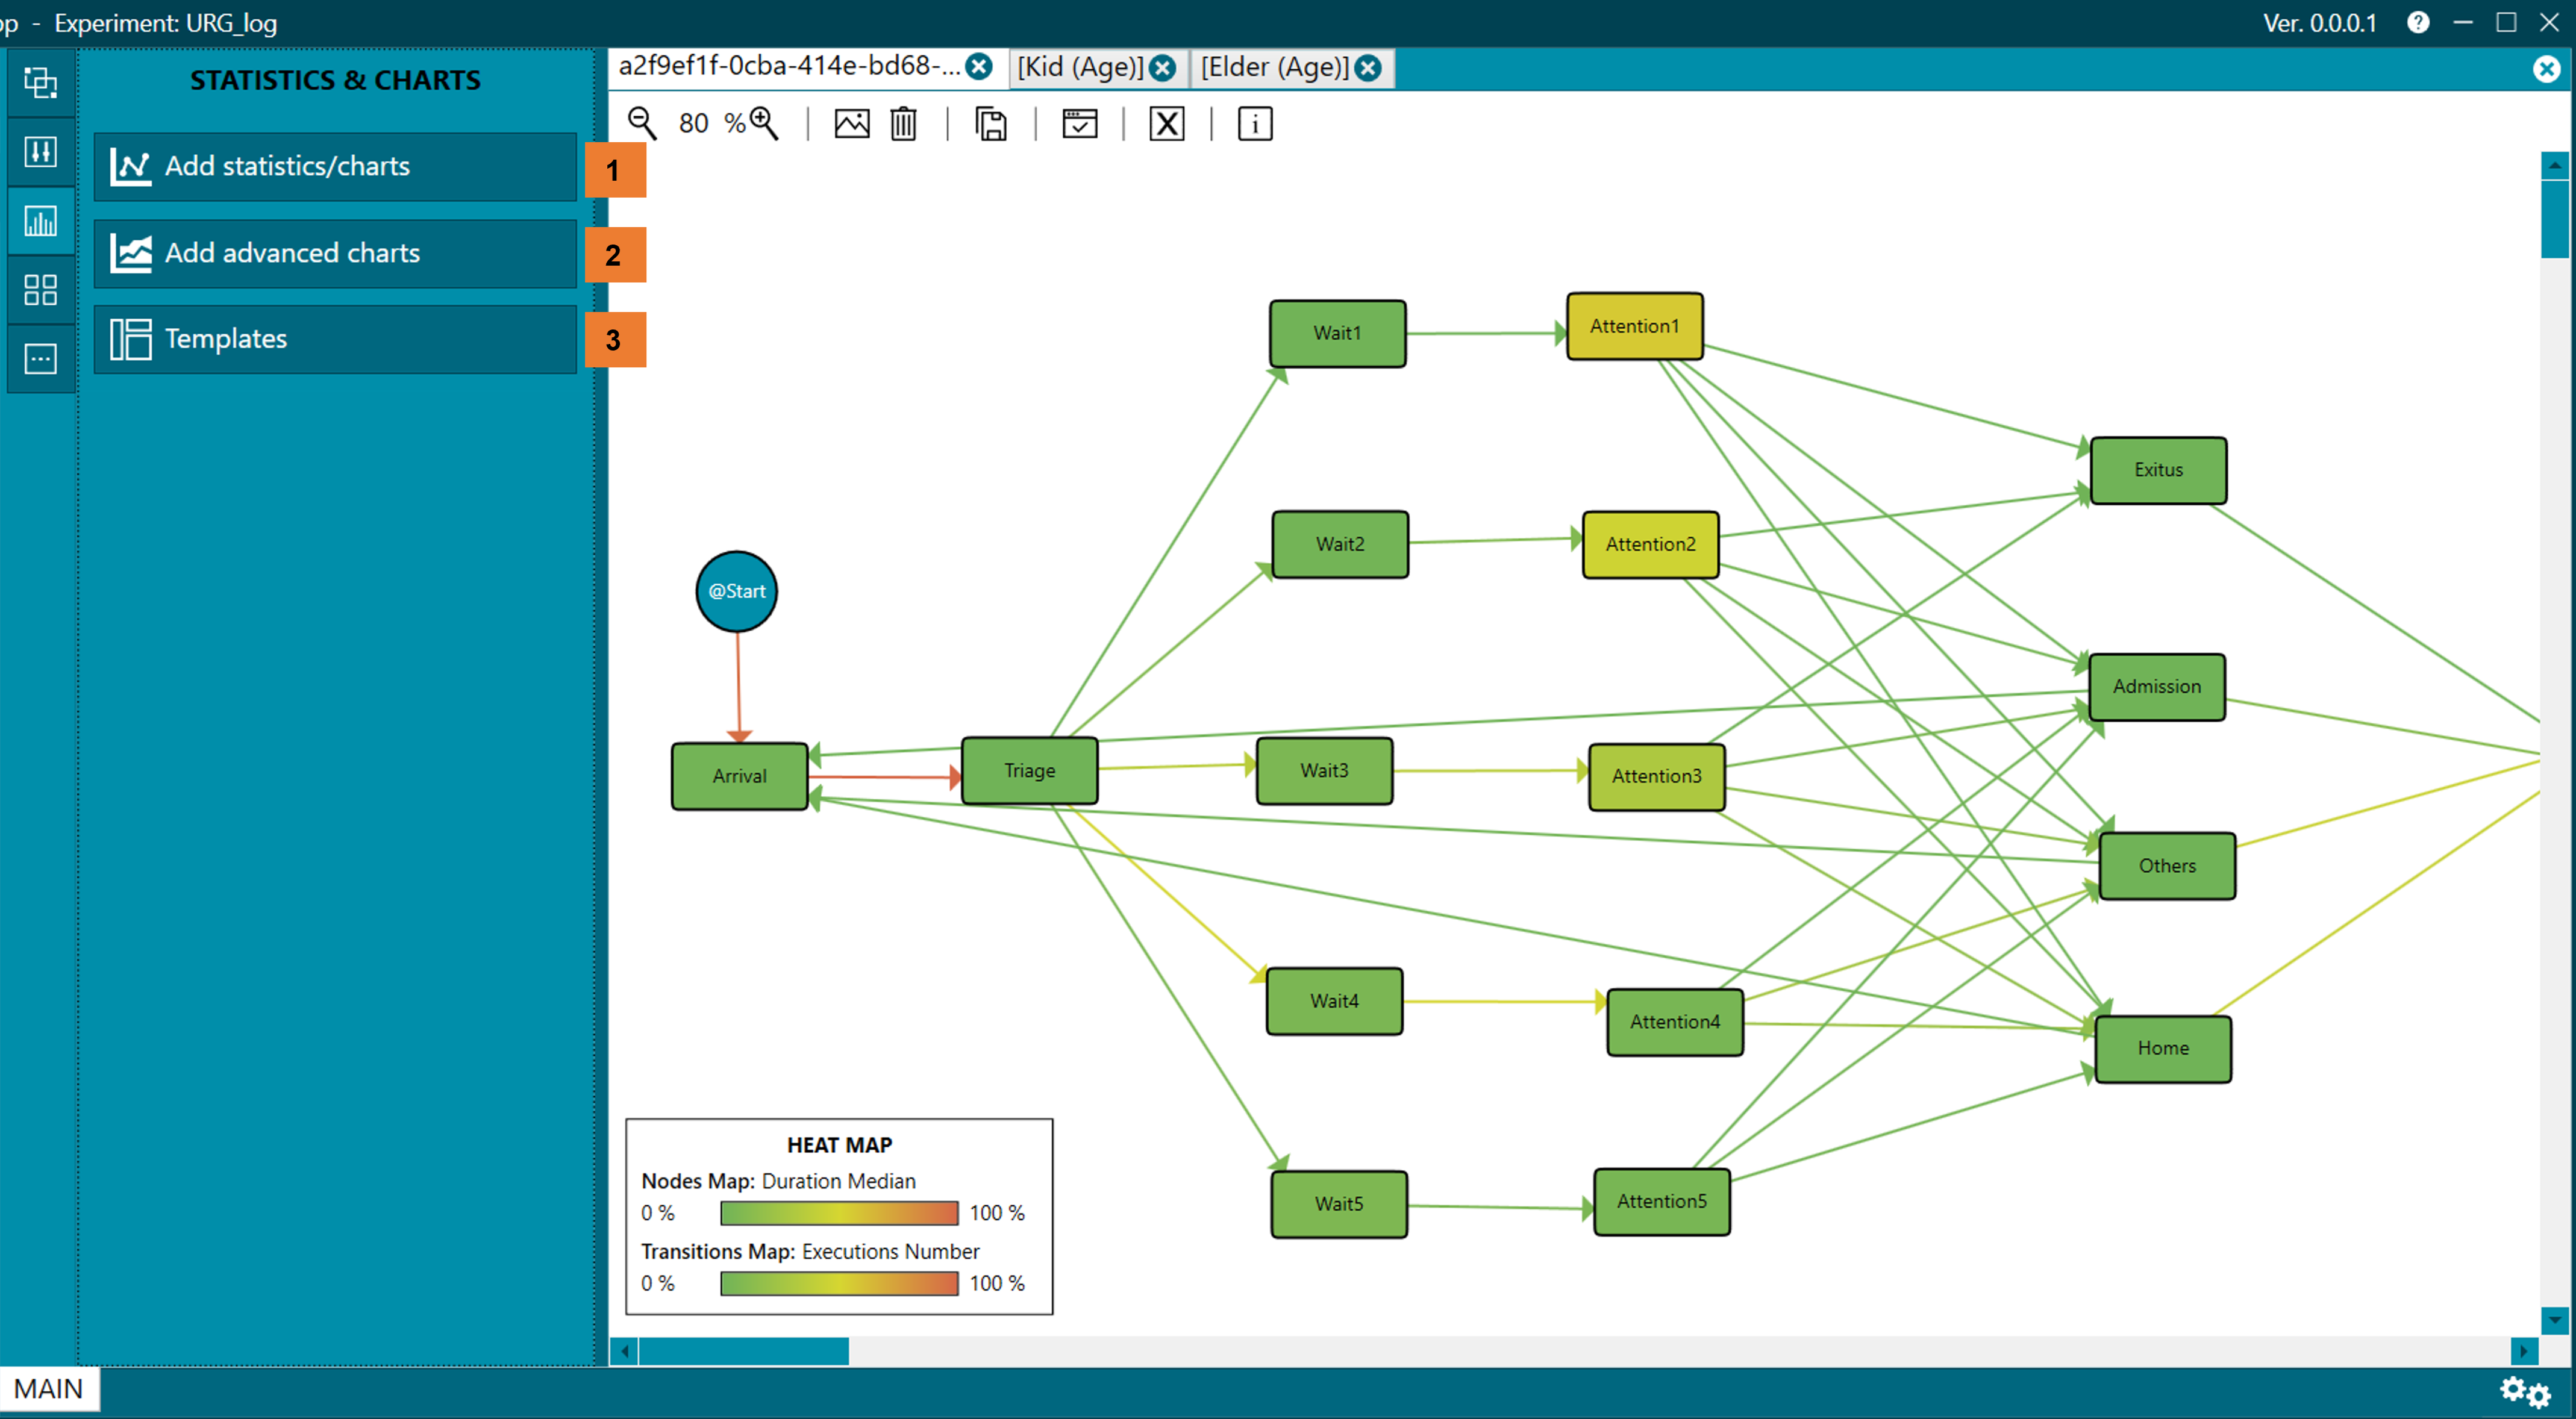 pp - Experiment: URG_log
Ver. 0.0.0.1
STATISTICS & CHARTS
Add statistics/charts
1
Add advanced charts
2
Templates
3
a2f9ef1f-0cba-414e-bd68-...
[Kid (Age)]
[Elder (Age)]
80 %
Wait1
Attention1
Exitus
Wait2
Attention2
@Start
Admission
Arrival
Triage
Wait3
Attention3
Others
Wait4
Attention4
Home
Wait5
Attention5
HEAT MAP
Nodes Map: Duration Median
0 %
100 %
Transitions Map: Executions Number
0 %
100 %
MAIN